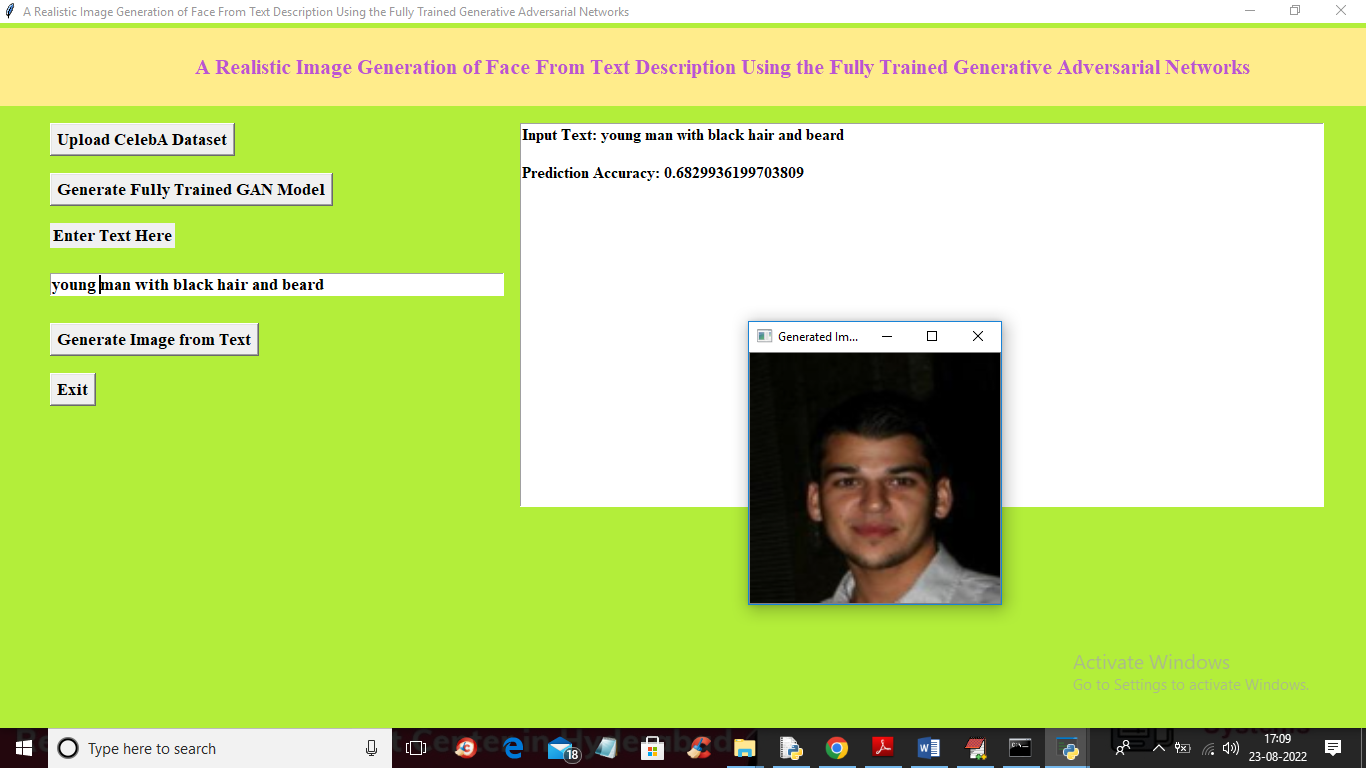 A Realistic Image Generation of Face From Text Description Using the Fully Trained Generative Adversarial Networks
A Realistic Image Generation of Face From Text Description Using the Fully Trained Generative Adversarial Networks
Upload CelebA Dataset
Generate Fully Trained GAN Model
Enter Text Here
young man with black hair and beard
Generate Image from Text
Exit
Input Text: young man with black hair and beard
Prediction Accuracy: 0.6829936199703809
Generated Im...
Activate Windows
Go to Settings to activate Windows.
Type here to search
18
17:09
23-08-2022